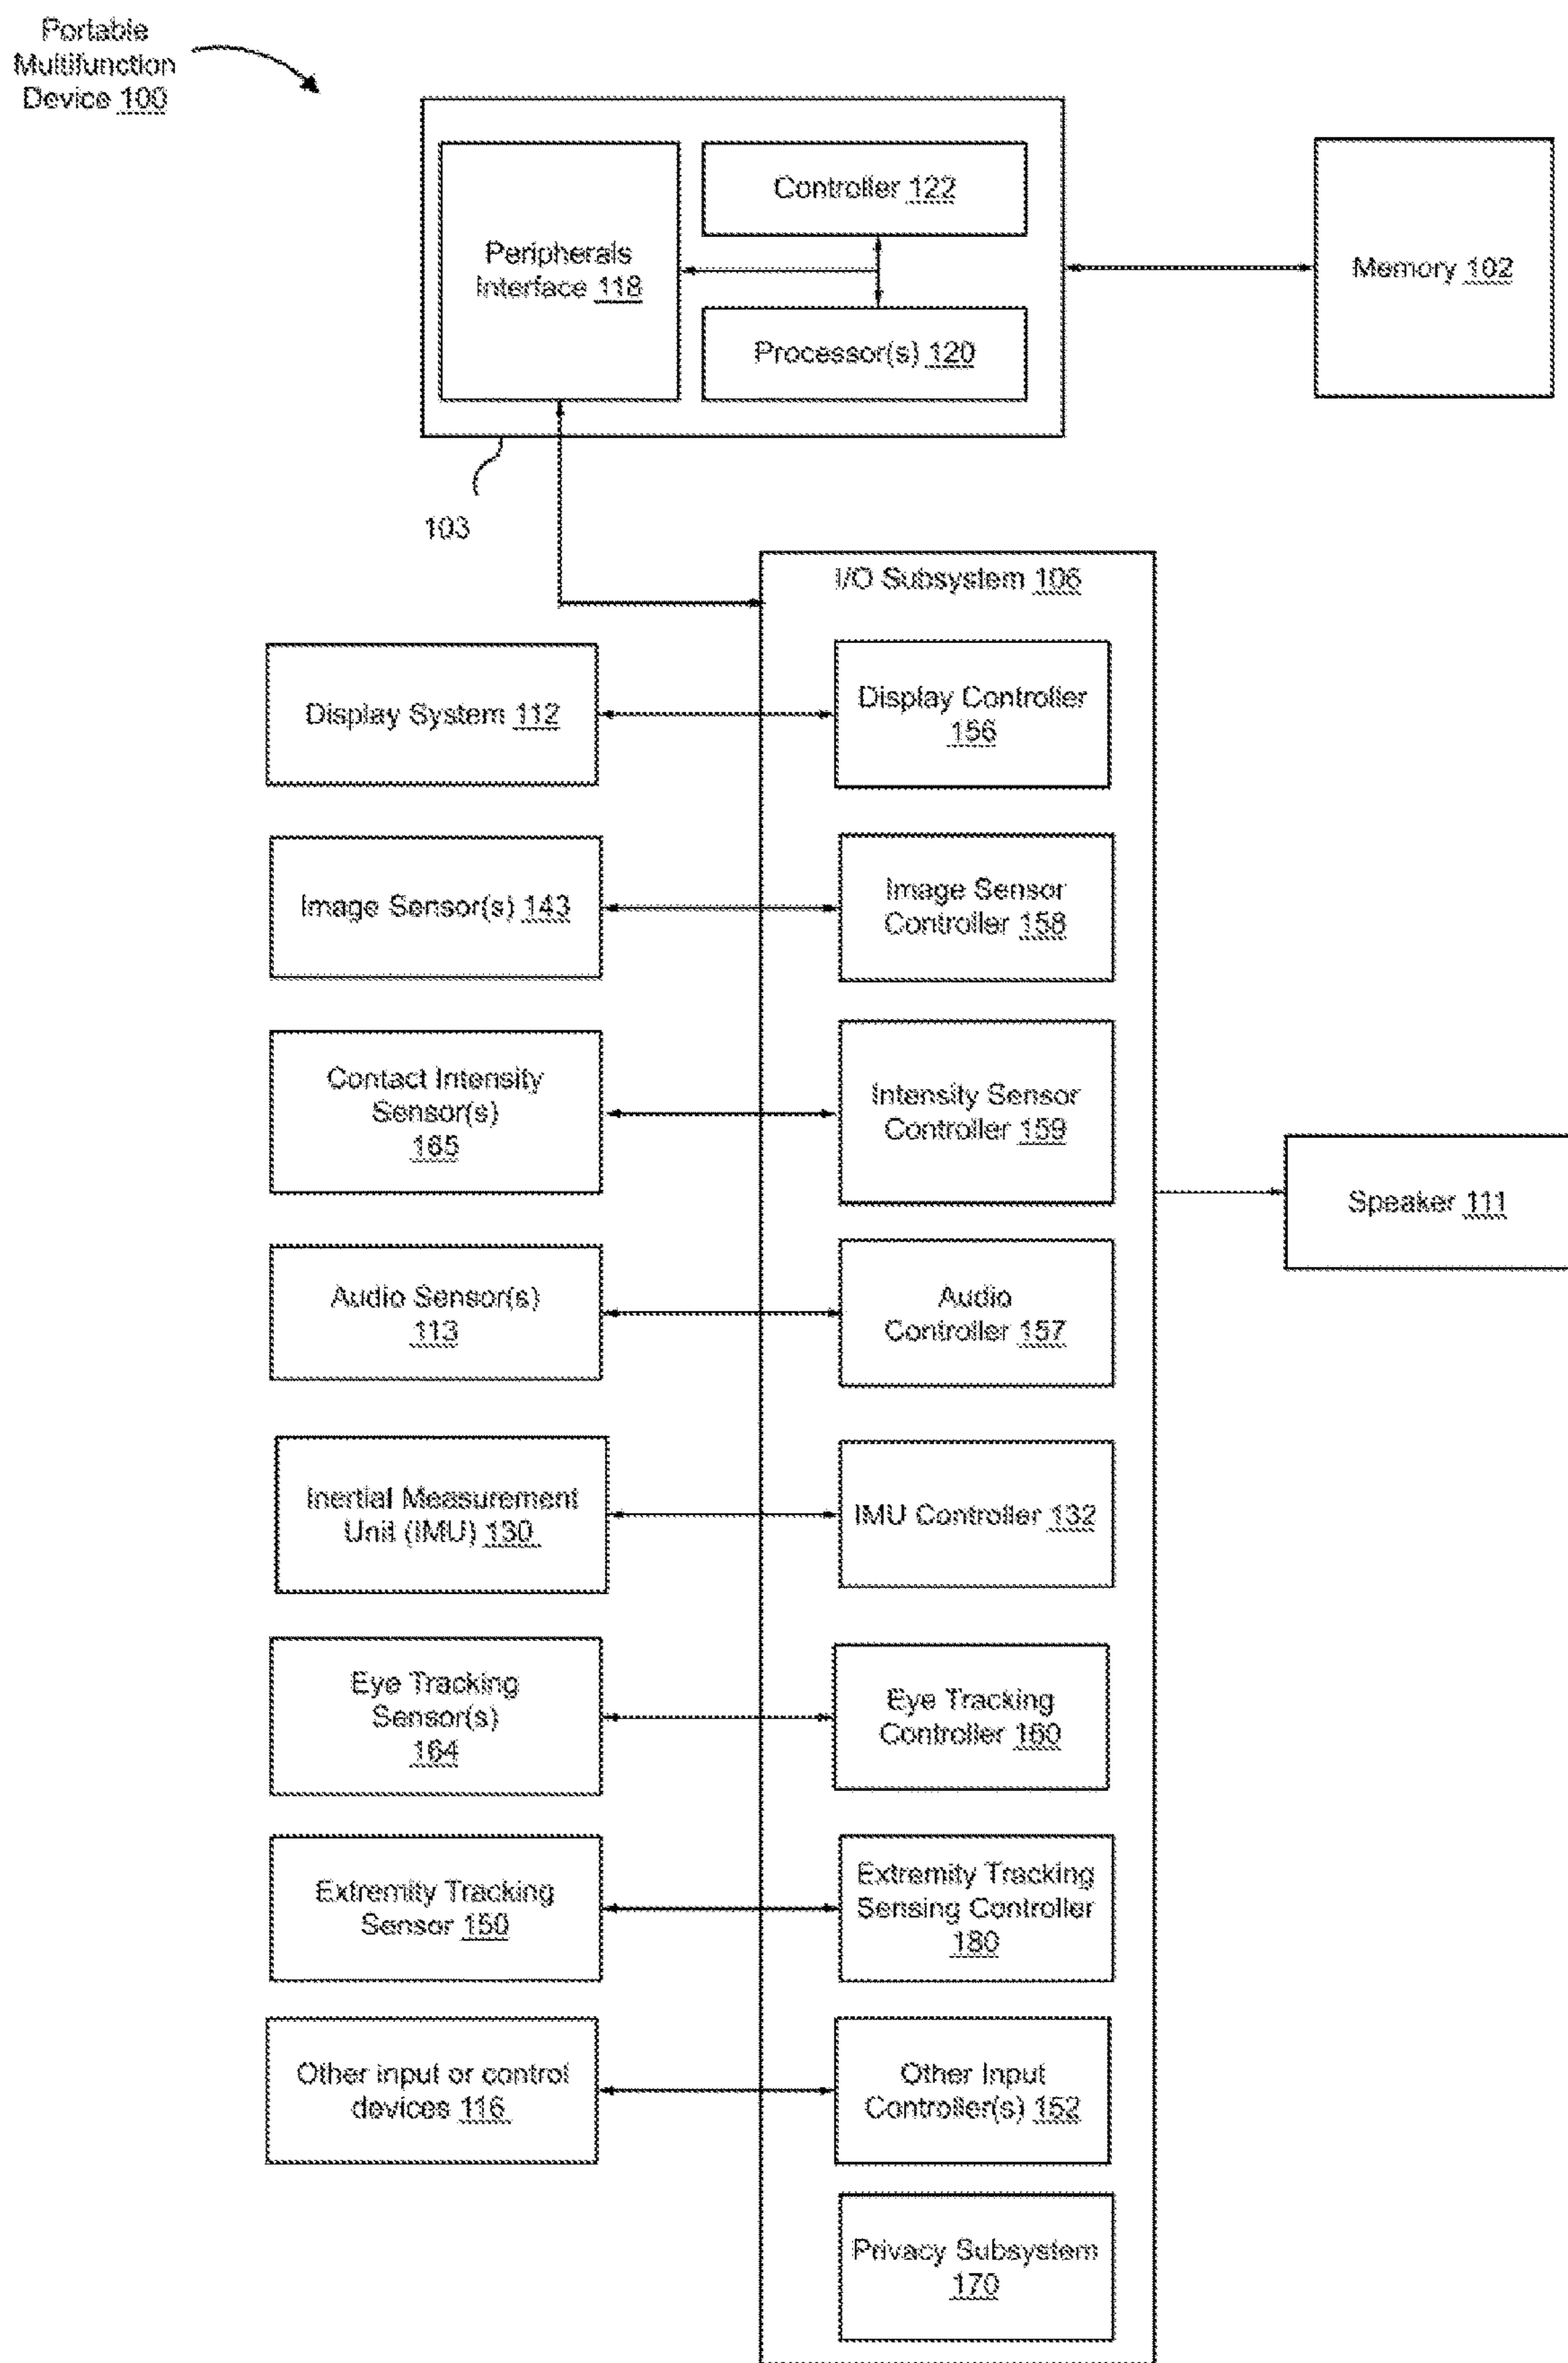 Portable
Multifunction
Device 100
Controller 122
Peripherals
Interface 118
Processor(s) 120
Memory 102
103
I/O Subsystem 106
Display System 112
Display Controller
156
Image Sensor(s) 143
Image Sensor
Controller 158
Contact Intensity
Sensor(s)
165
Intensity Sensor
Controller 159
Speaker 111
Audio Sensor(s)
113
Audio
Controller 157
Inertial Measurement
Unit (IMU) 130
IMU Controller 132
Eye Tracking
Sensor(s)
164
Eye Tracking
Controller 160
Extremity Tracking
Sensor 150
Extremity Tracking
Sensing Controller
180
Other input or control
devices 116
Other Input
Controller(s) 152
Privacy Subsystem
170